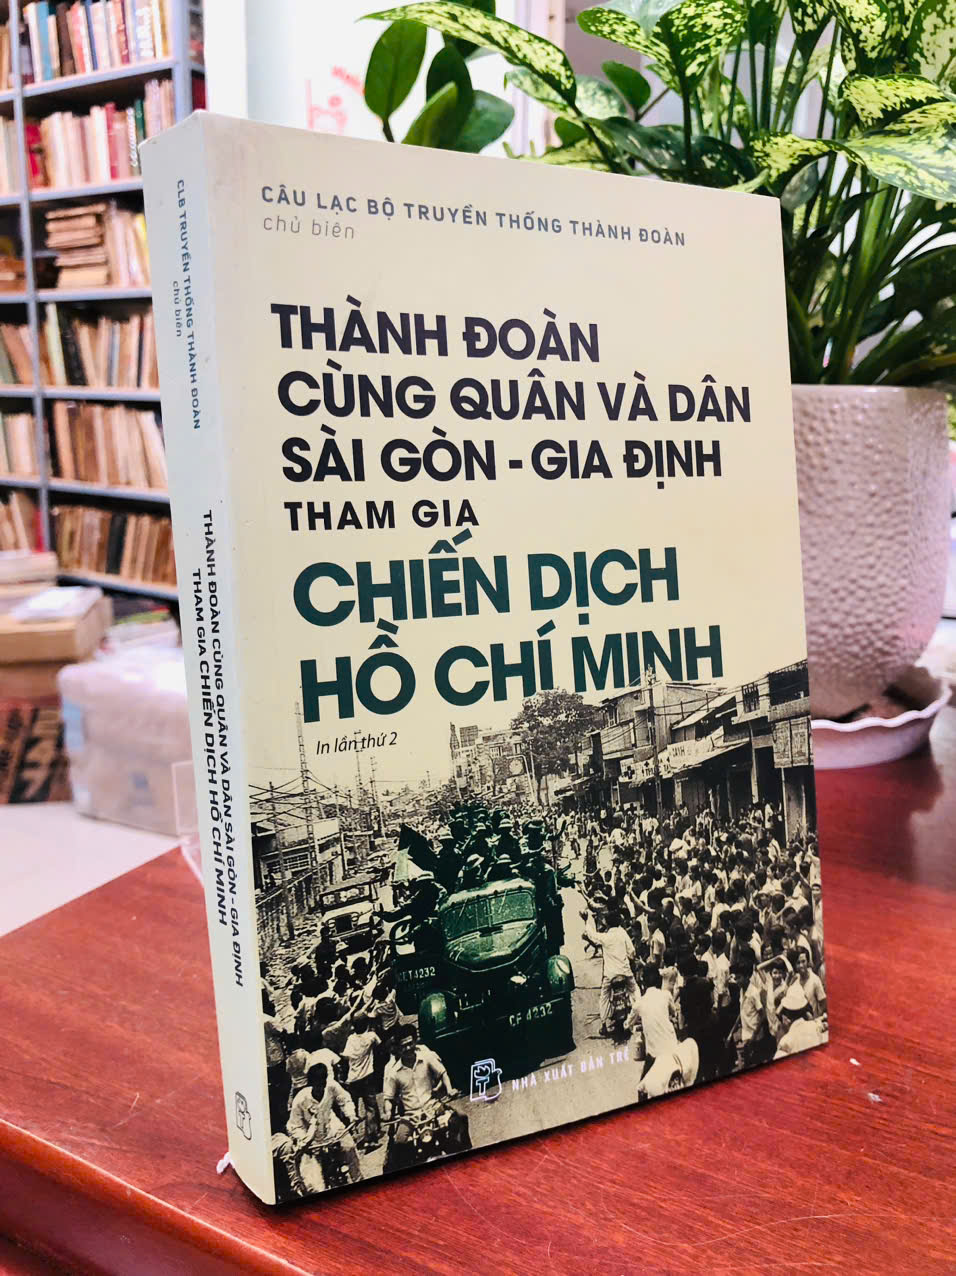 CÂU LẠC BỘ TRUYỀN THỐNG THÀNH ĐOÀN
chủ biên
THÀNH ĐOÀN
CÙNG QUÂN VÀ DÂN
SÀI GÒN - GIA ĐỊNH
THAM GIA
CHIẾN DỊCH
HỒ CHÍ MINH
In lần thứ 2
CF 4232
NHÀ XUẤT BẢN TRẺ
CLB TRUYỀN THỐNG THÀNH ĐOÀN
chủ biên
THÀNH ĐOÀN CÙNG QUÂN VÀ DÂN SÀI GÒN - GIA ĐỊNH
THAM GIA CHIẾN DỊCH HỒ CHÍ MINH